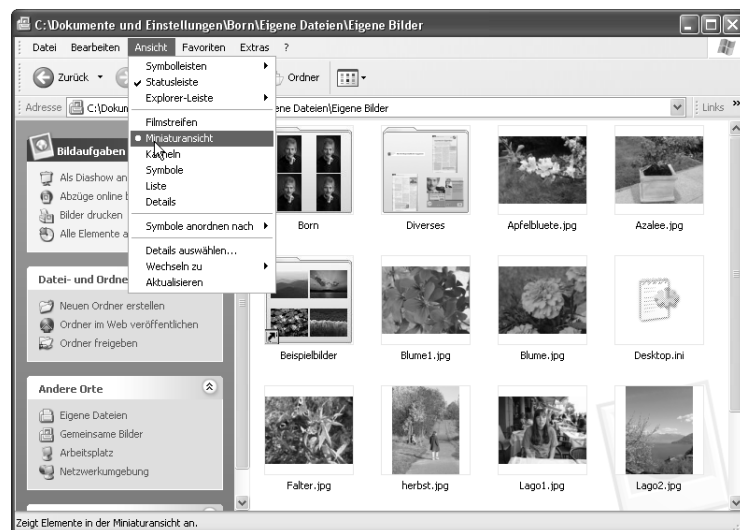 C:\Dokumente und Einstellungen\Born\Eigene Dateien\Eigene Bilder
Datei Bearbeiten Ansicht Favoriten Extras ?
Zurück
Ordner
Adresse C:\Dokum
ene Dateien\Eigene Bilder
Links »
Symbolleisten
Statusleiste
Explorer-Leiste
Filmstreifen
Miniaturansicht
Kacheln
Symbole
Liste
Details
Symbole anordnen nach
Details auswählen...
Wechseln zu
Aktualisieren
Bildaufgaben
Als Diashow an
Abzüge online b
Bilder drucken
Alle Elemente a
Datei- und Ordne
Neuen Ordner erstellen
Ordner im Web veröffentlichen
Ordner freigeben
Andere Orte
Eigene Dateien
Gemeinsame Bilder
Arbeitsplatz
Netzwerkumgebung
Born Diverses Apfelbluete.jpg Azalee.jpg
Beispielbilder Blume1.jpg Blume.jpg Desktop.ini
Falter.jpg herbst.jpg Lago1.jpg Lago2.jpg
Zeigt Elemente in der Miniaturansicht an.